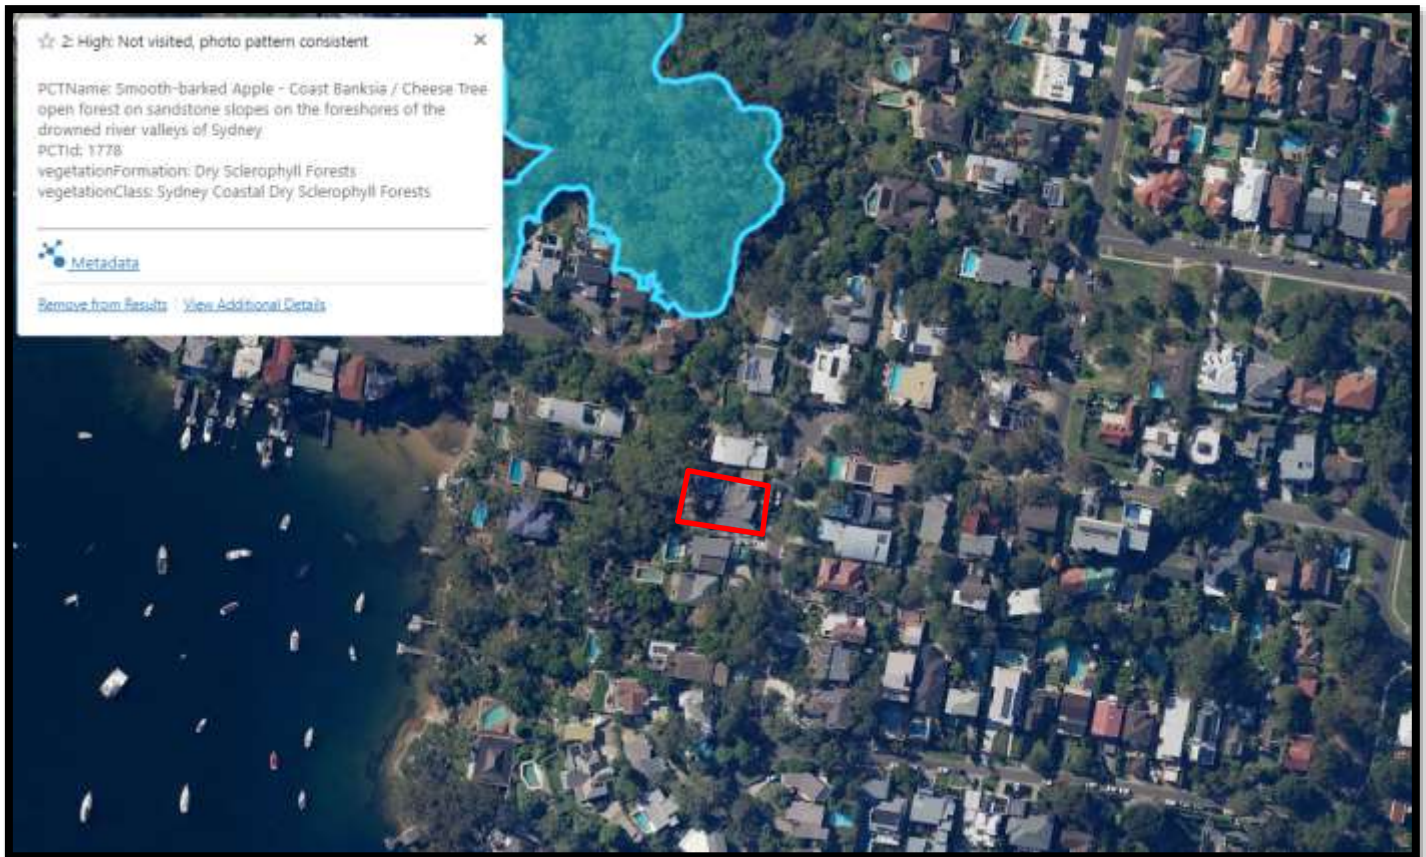 2: High: Not visited, photo pattern consistent
PCTName: Smooth-barked Apple - Coast Banksia / Cheese Tree
open forest on sandstone slopes on the foreshores of the
drowned river valleys of Sydney
PCTId: 1778
vegetationFormation: Dry Sclerophyll Forests
vegetationClass: Sydney Coastal Dry Sclerophyll Forests
Metadata
Remove from Results | View Additional Details